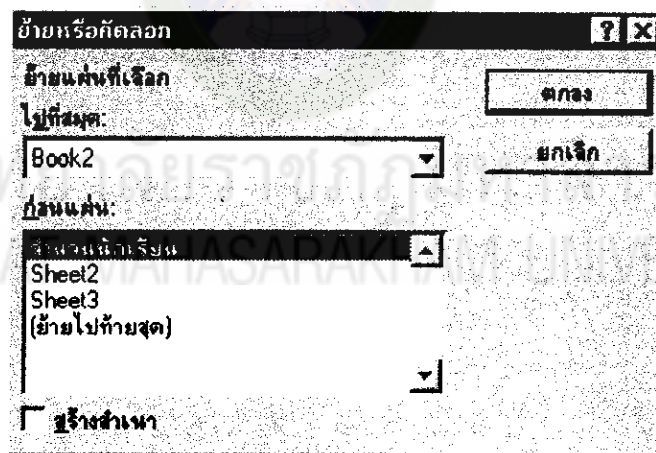 ย้ายหรือคัดลอก
ย้ายแผ่นที่เลือก
ไปที่สมุด:
Book2
ก่อนแผ่น:
จำนวนนักเรียน
Sheet2
Sheet3
(ย้ายไปท้ายสุด)
สร้างสำเนา
ตกลง
ยกเลิก
MAHASARAKHAM